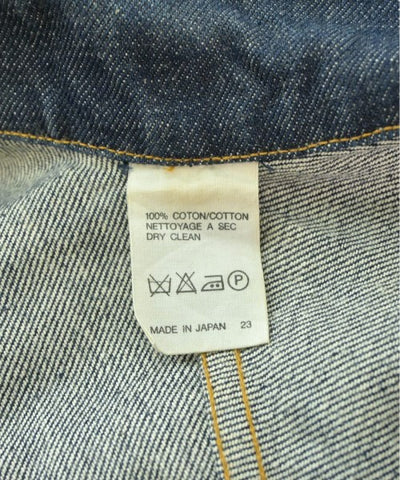 100% COTON/COTTON
NETTOYAGE A SEC
DRY CLEAN
P
MADE IN JAPAN 23